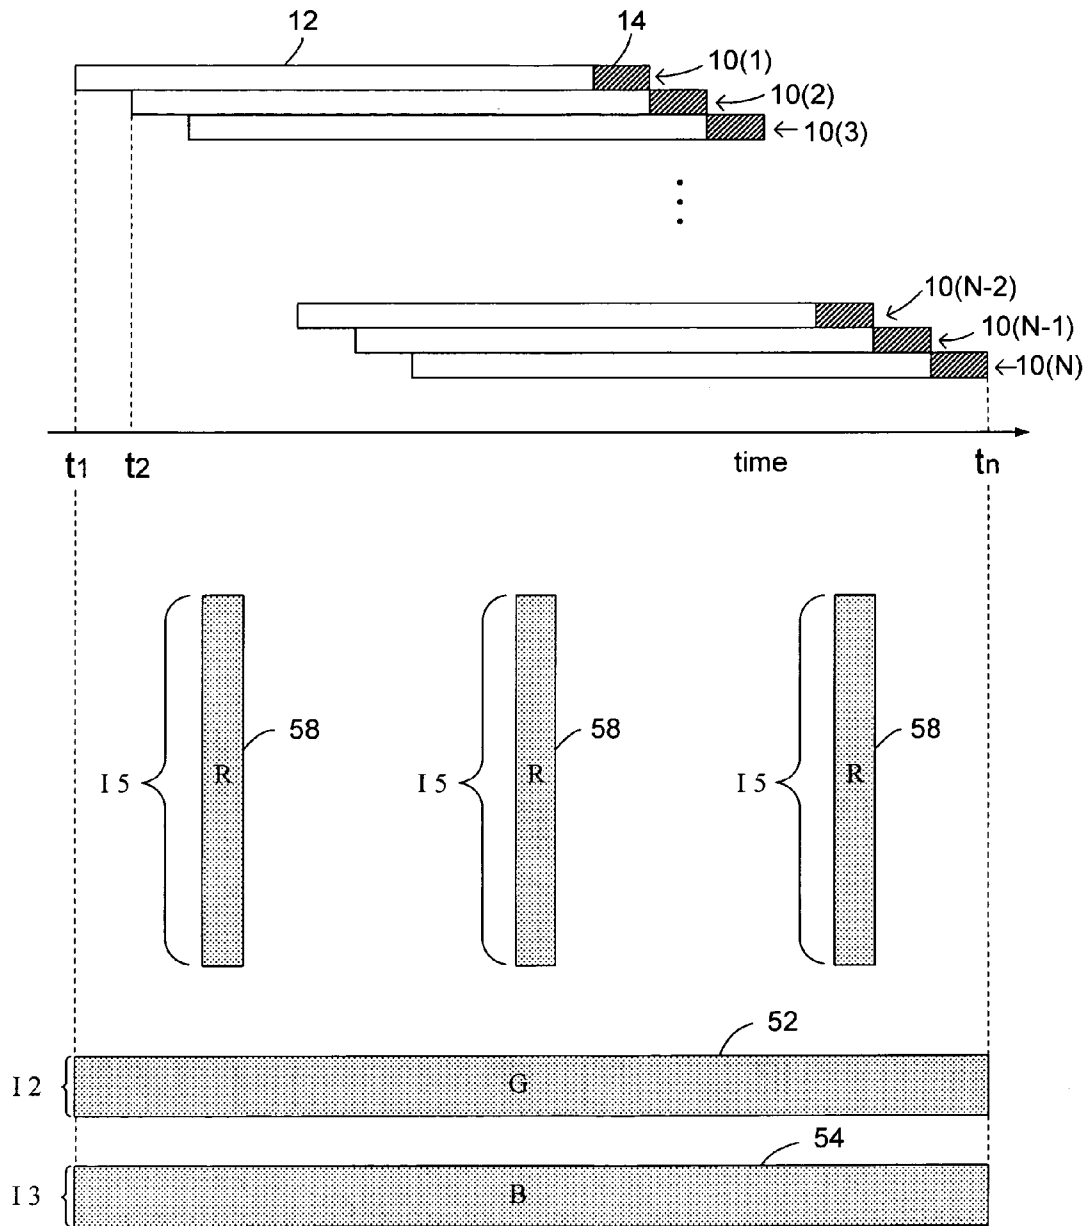 12
14
10(1)
10(2)
10(3)
10(N-2)
10(N-1)
10(N)
t1 t2 time tn
58 58 58
I 5 R I 5 R I 5 R
52
I 2 G
54
I 3 B